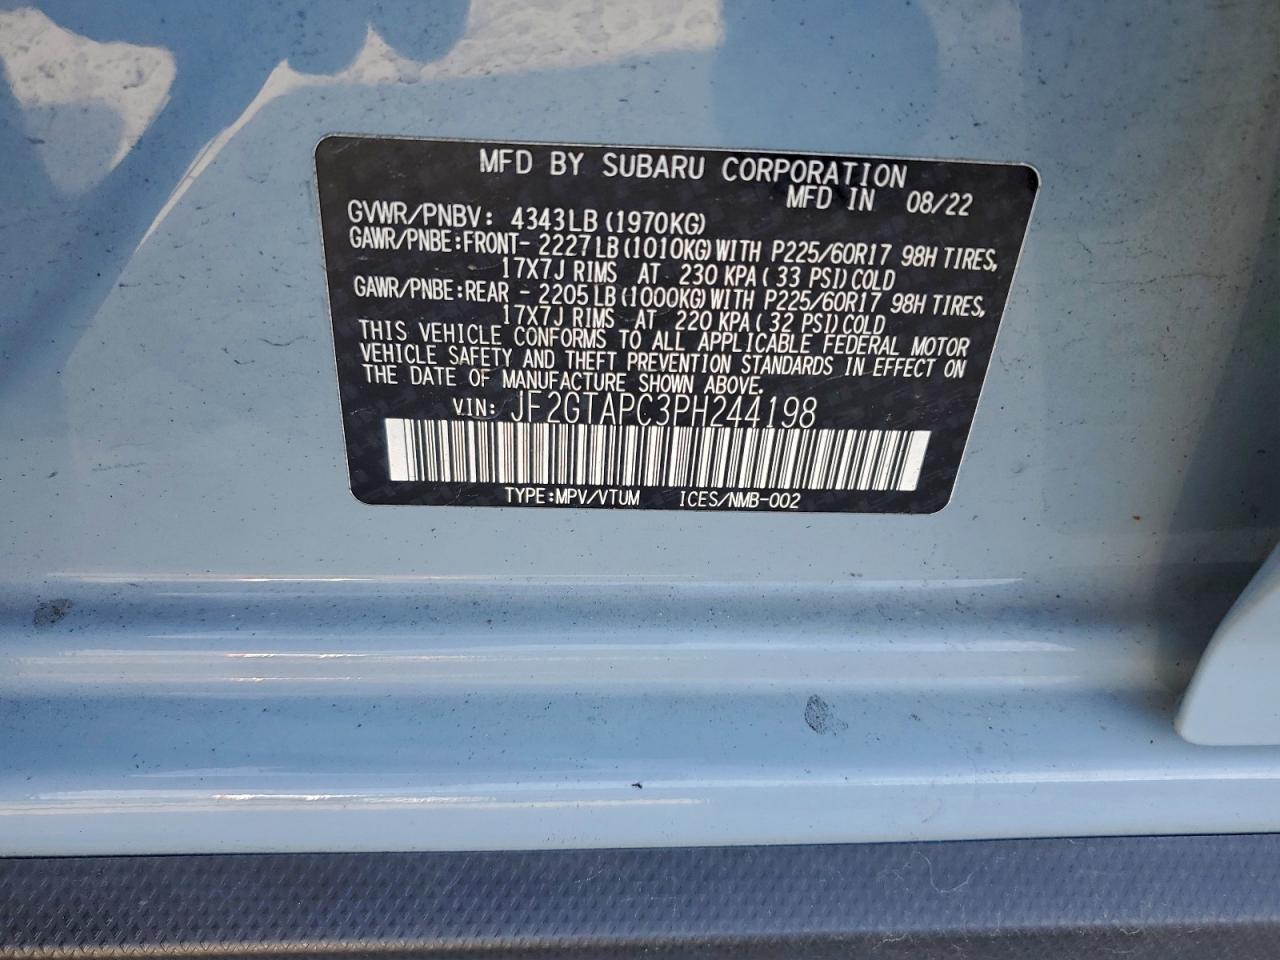 MFD BY SUBARU CORPORATION
MFD IN 08/22
GVWR/PNBV: 4343LB (1970KG)
GAWR/PNBE:FRONT- 2227LB(1010KG)WITH P225/60R17 98H TIRES,
17X7J RIMS AT 230 KPA( 33 PSI)COLD
GAWR/PNBE:REAR - 2205LB(1000KG)WITH P225/60R17 98H TIRES,
17X7J RIMS AT 220 KPA( 32 PSI)COLD
THIS VEHICLE CONFORMS TO ALL APPLICABLE FEDERAL MOTOR
VEHICLE SAFETY AND THEFT PREVENTION STANDARDS IN EFFECT ON
THE DATE OF MANUFACTURE SHOWN ABOVE.
VIN: JF2GTAPC3PH244198
TYPE:MPV/VTUM ICES/NMB-002